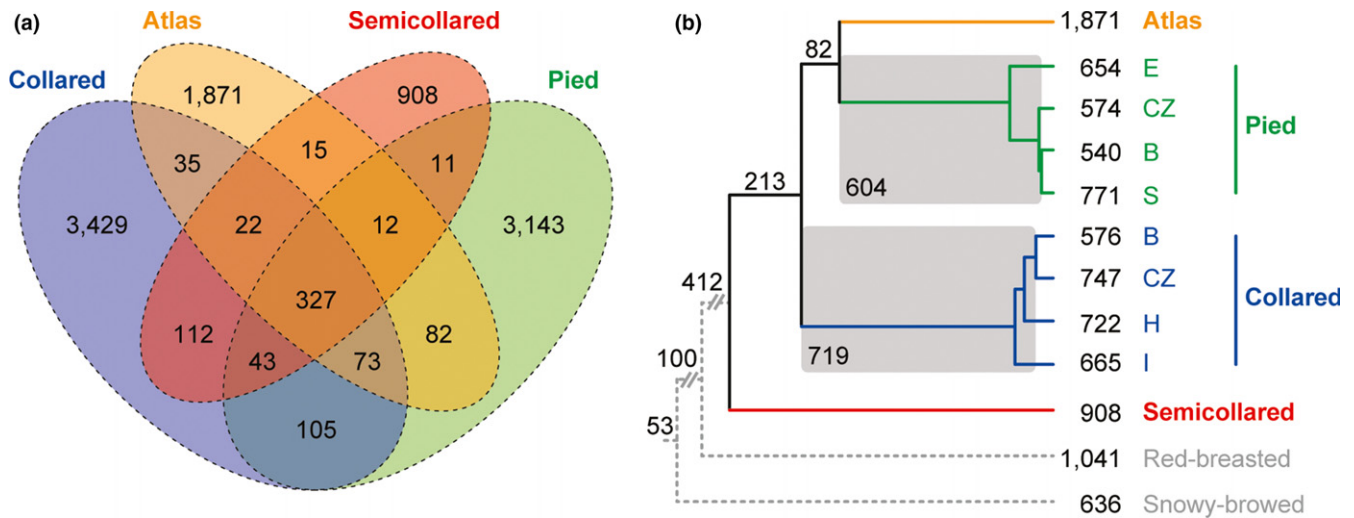 (a)
Atlas
Semicollared
Collared
Pied
1,871
908
35
15
11
3,429
22
12
3,143
327
112
82
43
73
105
(b)
1,871 Atlas
82
654 E
574 CZ
Pied
540 B
604
771 S
213
576 B
412
747 CZ
Collared
722 H
100
719
665 I
908 Semicollared
53
1,041 Red-breasted
636 Snowy-browed